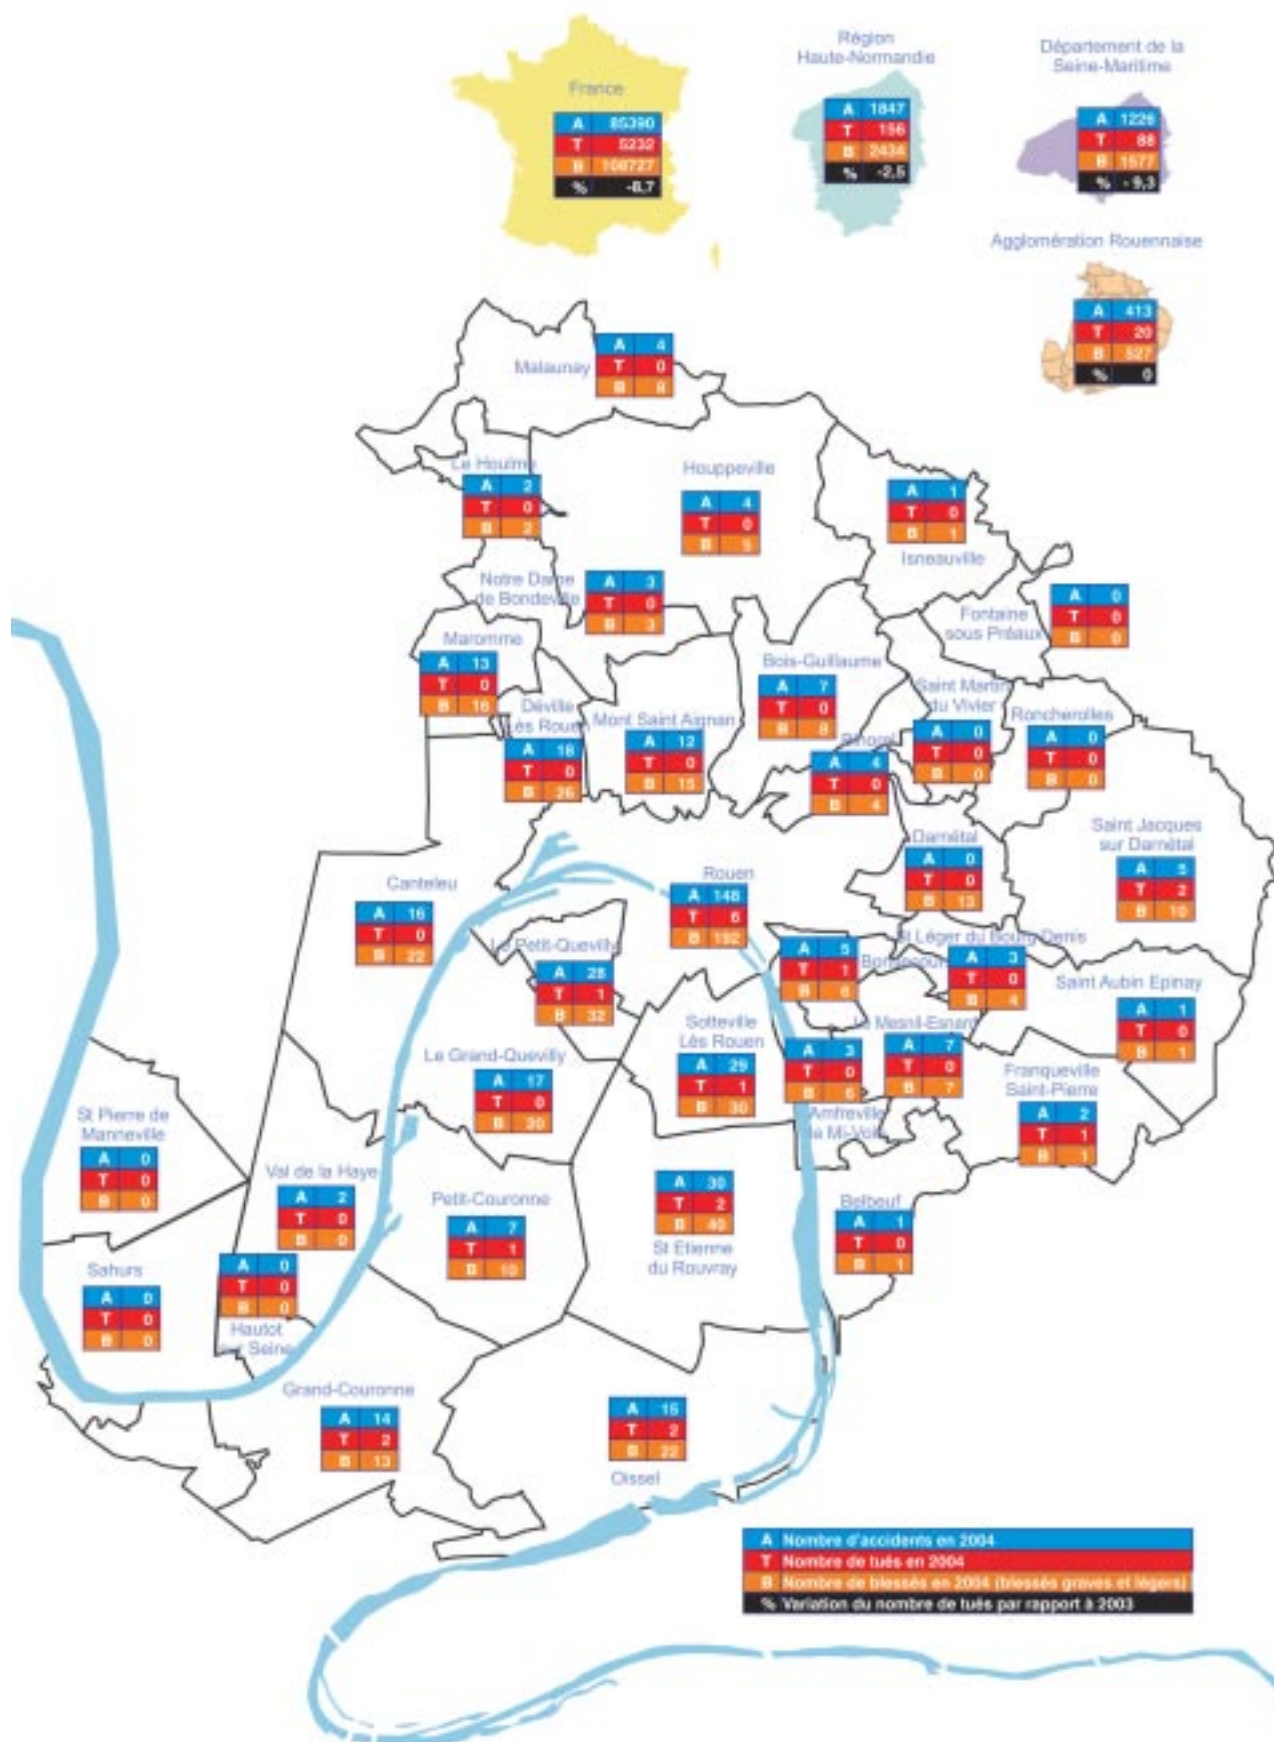 Région
Haute-Normandie
Département de la
Seine-Maritime
France
A 85390
T 5232
B 108727
% -8,7
A 1847
T 156
B 2434
% -2,5
A 1226
T 88
B 1577
% - 9,3
Agglomération Rouennaise
A 413
T 20
B 527
% 0
Malaunay
A 4
T 0
B 8
Le Houlme
A 2
T 0
B 2
Houppeville
A 4
T 0
B 5
A 1
T 0
B 1
Isneauville
Notre Dame
de Bondeville
A 3
T 0
B 3
Fontaine
sous Préaux
A 0
T 0
B 0
Maromme
A 13
T 0
B 16
Déville
Lès Rouen
A 18
T 0
B 26
Mont Saint Aignan
A 12
T 0
B 15
Bois-Guillaume
A 7
T 0
B 8
Bihorel
A 4
T 0
B 4
Saint Martin
du Vivier
A 0
T 0
B 0
Roncherolles
A 0
T 0
B 0
Darnétal
A 0
T 0
B 13
Saint Jacques
sur Darnétal
A 5
T 2
B 10
Canteleu
A 16
T 0
B 22
Rouen
A 148
T 6
B 192
Le Petit-Quevilly
A 28
T 1
B 32
Bonsecours
A 5
T 1
B 6
St Léger du Bourg Denis
A 3
T 0
B 4
Saint Aubin Epinay
A 1
T 0
B 1
Sotteville
Lès Rouen
A 29
T 1
B 30
Le Mesnil-Esnard
A 7
T 0
B 7
A 3
T 0
B 6
Amfreville
la Mi-Voie
Franqueville
Saint-Pierre
A 2
T 1
B 1
Le Grand-Quevilly
A 17
T 0
B 20
St Pierre de
Manneville
A 0
T 0
B 0
Val de la Haye
A 2
T 0
B 0
Petit-Couronne
A 7
T 1
B 10
A 30
T 2
B 40
St Etienne
du Rouvray
Belbeuf
A 1
T 0
B 1
Sahurs
A 0
T 0
B 0
A 0
T 0
B 0
Hautot
sur Seine
Grand-Couronne
A 14
T 2
B 13
A 15
T 2
B 22
Oissel
A Nombre d'accidents en 2004
T Nombre de tués en 2004
B Nombre de blessés en 2004 (blessés graves et légers)
% Variation du nombre de tués par rapport à 2003